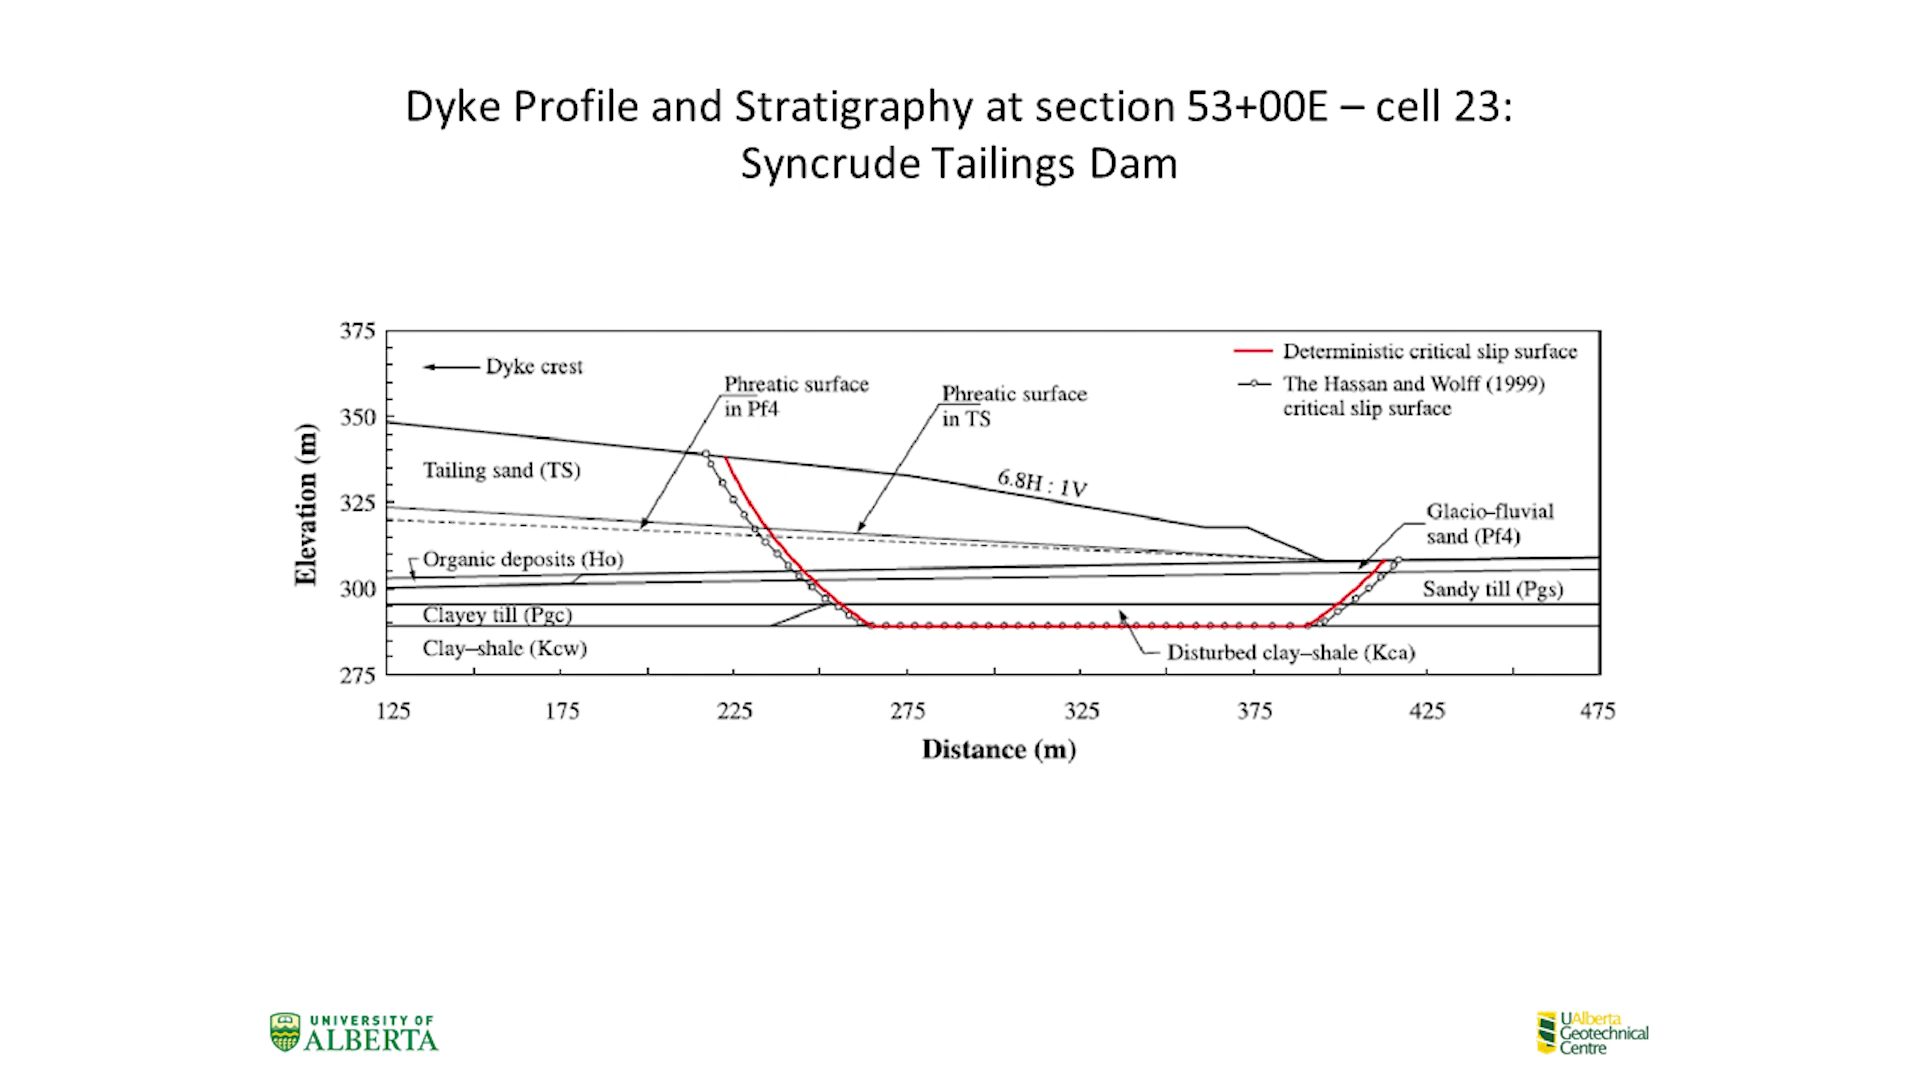 Dyke Profile and Stratigraphy at section 53+00E – cell 23:
Syncrude Tailings Dam
375
350
325
300
275
Elevation (m)
Dyke crest
Phreatic surface
in Pf4
Phreatic surface
in TS
Deterministic critical slip surface
The Hassan and Wolff (1999)
critical slip surface
Tailing sand (TS)
6.8H : 1V
Glacio–fluvial
sand (Pf4)
Organic deposits (Ho)
Sandy till (Pgs)
Clayey till (Pgc)
Clay–shale (Kcw)
Disturbed clay–shale (Kca)
125 175 225 275 325 375 425 475
Distance (m)
UNIVERSITY OF
ALBERTA
UAlberta
Geotechnical
Centre